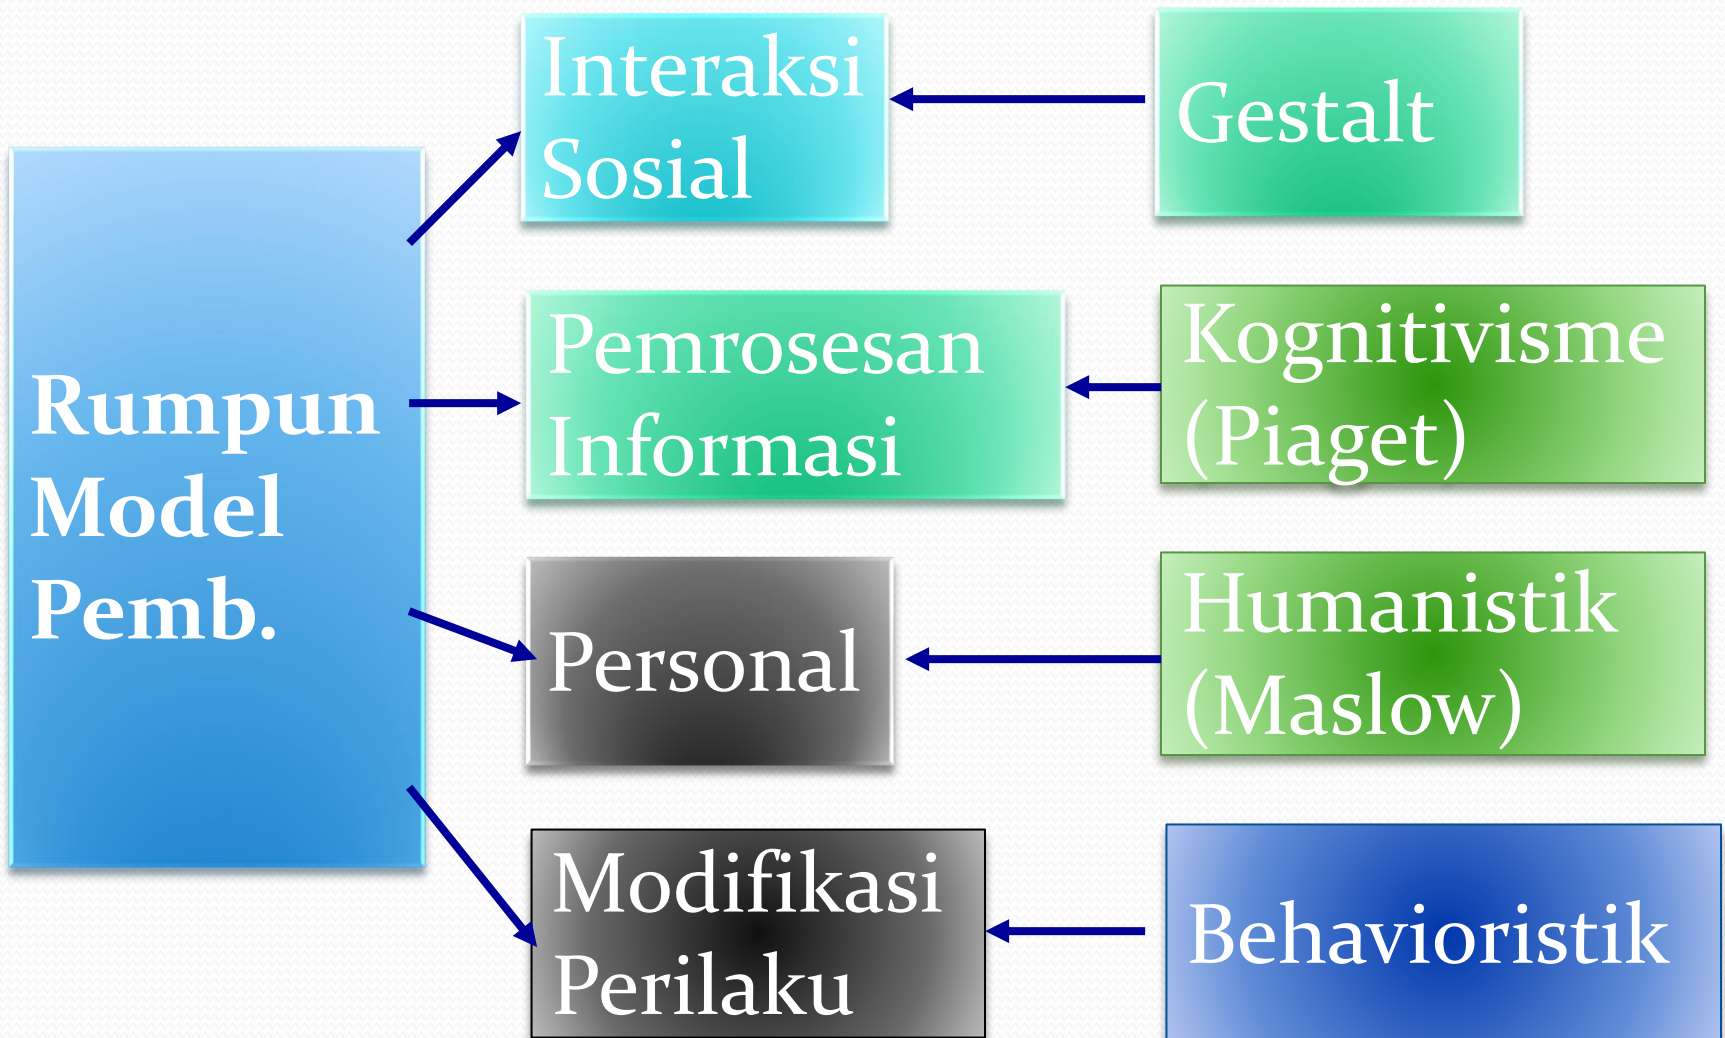 Interaksi
Sosial
Gestalt
Rumpun
Model
Pemb.
Pemrosesan
Informasi
Kognitivisme
(Piaget)
Personal
Humanistik
(Maslow)
Modifikasi
Perilaku
Behavioristik